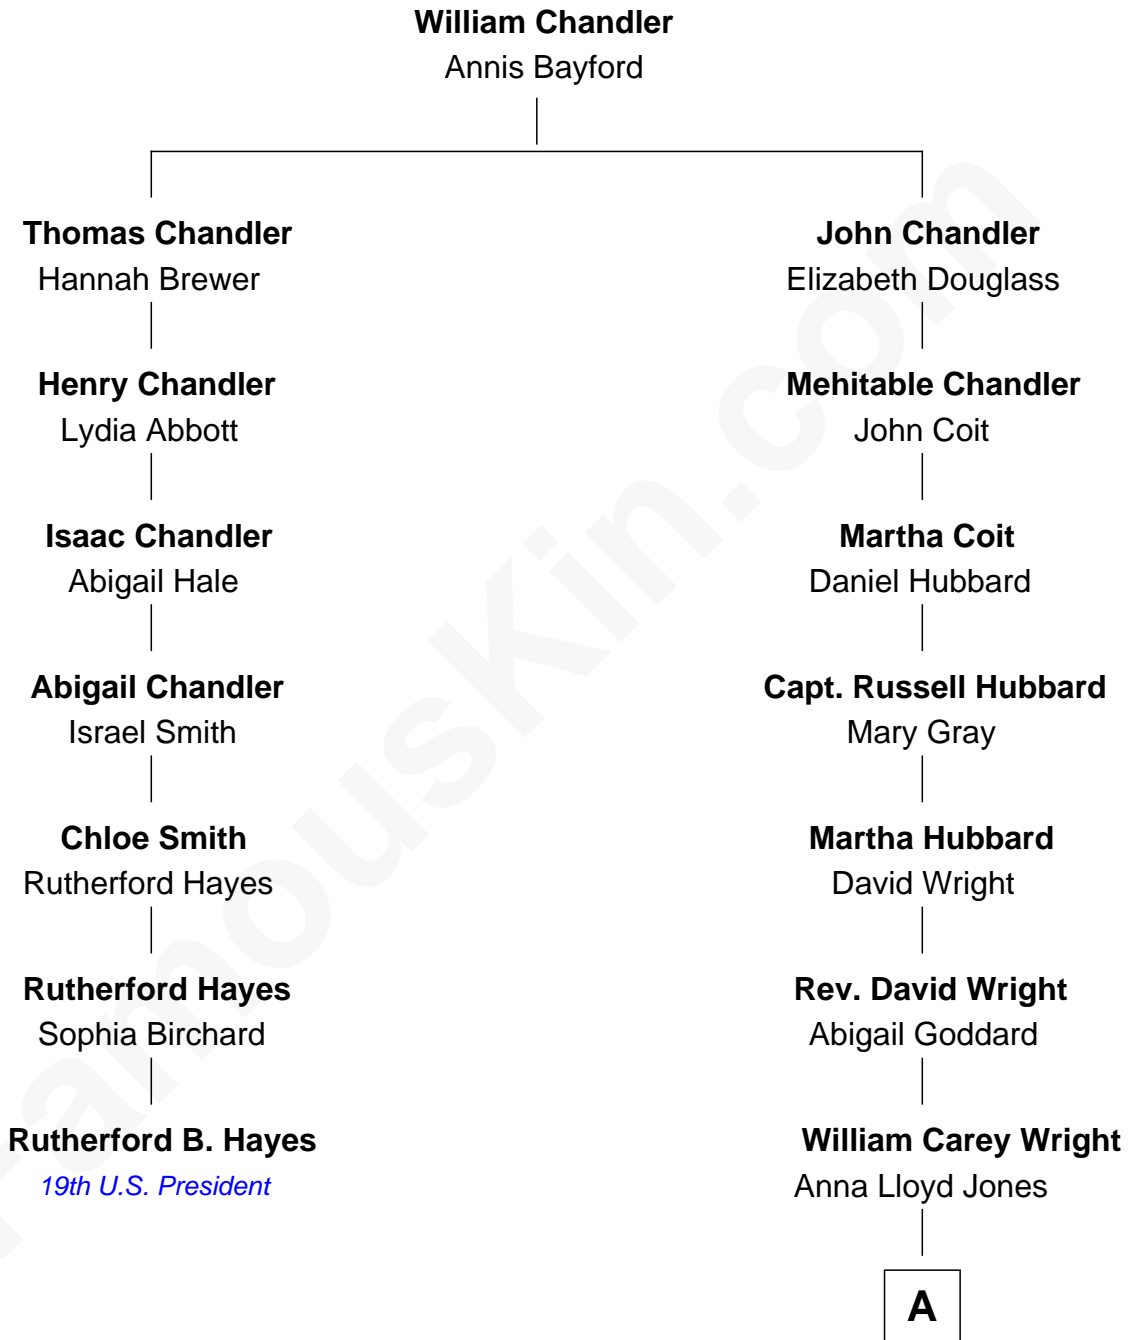 William Chandler
Annis Bayford
Thomas Chandler
Hannah Brewer
Henry Chandler
Lydia Abbott
Isaac Chandler
Abigail Hale
Abigail Chandler
Israel Smith
Chloe Smith
Rutherford Hayes
Rutherford Hayes
Sophia Birchard
Rutherford B. Hayes
19th U.S. President
John Chandler
Elizabeth Douglass
Mehitable Chandler
John Coit
Martha Coit
Daniel Hubbard
Capt. Russell Hubbard
Mary Gray
Martha Hubbard
David Wright
Rev. David Wright
Abigail Goddard
William Carey Wright
Anna Lloyd Jones
A
FamousKin.com